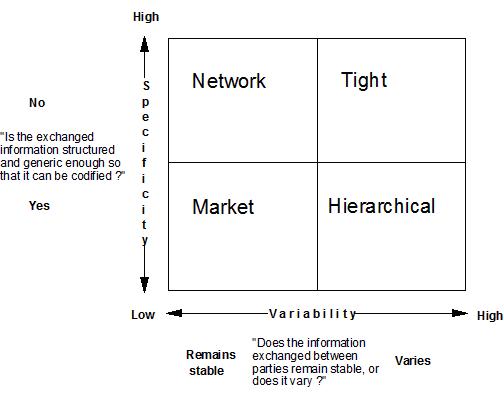 High
Network
Tight
No
"Is the exchanged
information structured
and generic enough so
that it can be codified ?"
Yes
Specificity
Market
Hierarchical
Low
Variability
High
Remains
stable
"Does the information
exchanged between
parties remain stable, or
does it vary ?"
Varies